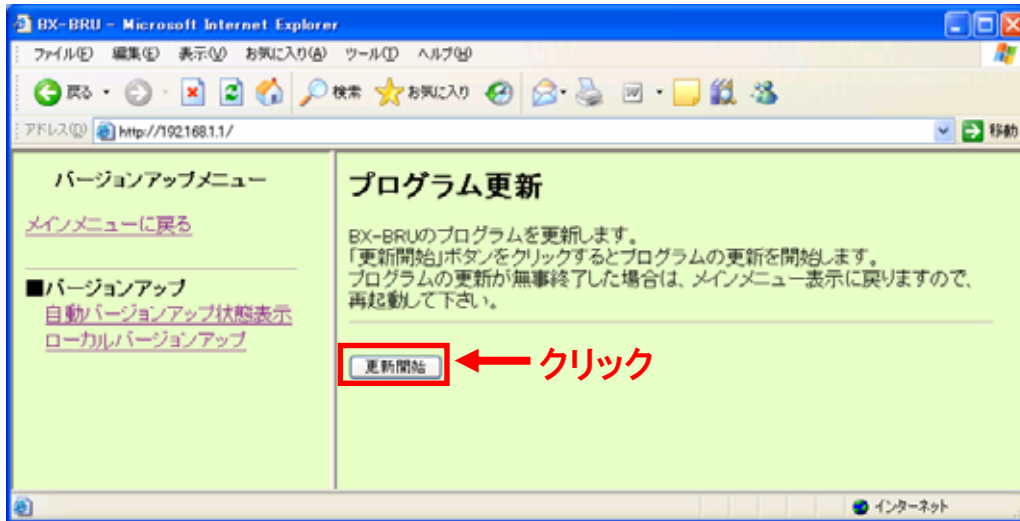 BX-BRU - Microsoft Internet Explorer
ファイル(F) 編集(E) 表示(V) お気に入り(A) ツール(T) ヘルプ(H)
戻る 検索 お気に入り
アドレス(D) http://192.168.1.1/ 移動
バージョンアップメニュー
メインメニューに戻る
■バージョンアップ
自動バージョンアップ状態表示
ローカルバージョンアップ
プログラム更新
BX-BRUのプログラムを更新します。
「更新開始」ボタンをクリックするとプログラムの更新を開始します。
プログラムの更新が無事終了した場合は、メインメニュー表示に戻りますので、
再起動して下さい。
更新開始 クリック
インターネット